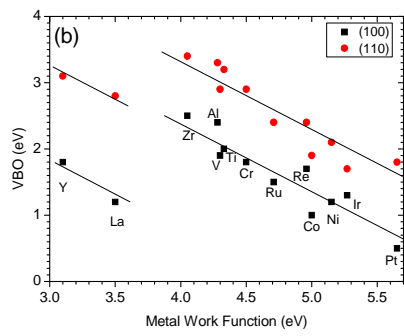 (b)
(100)
(110)
4
3
2
1
0
VBO (eV)
Zr
Al
V
Ti
Cr
Y
La
Ru
Re
Co
Ni
Ir
Pt
3.0 3.5 4.0 4.5 5.0 5.5
Metal Work Function (eV)